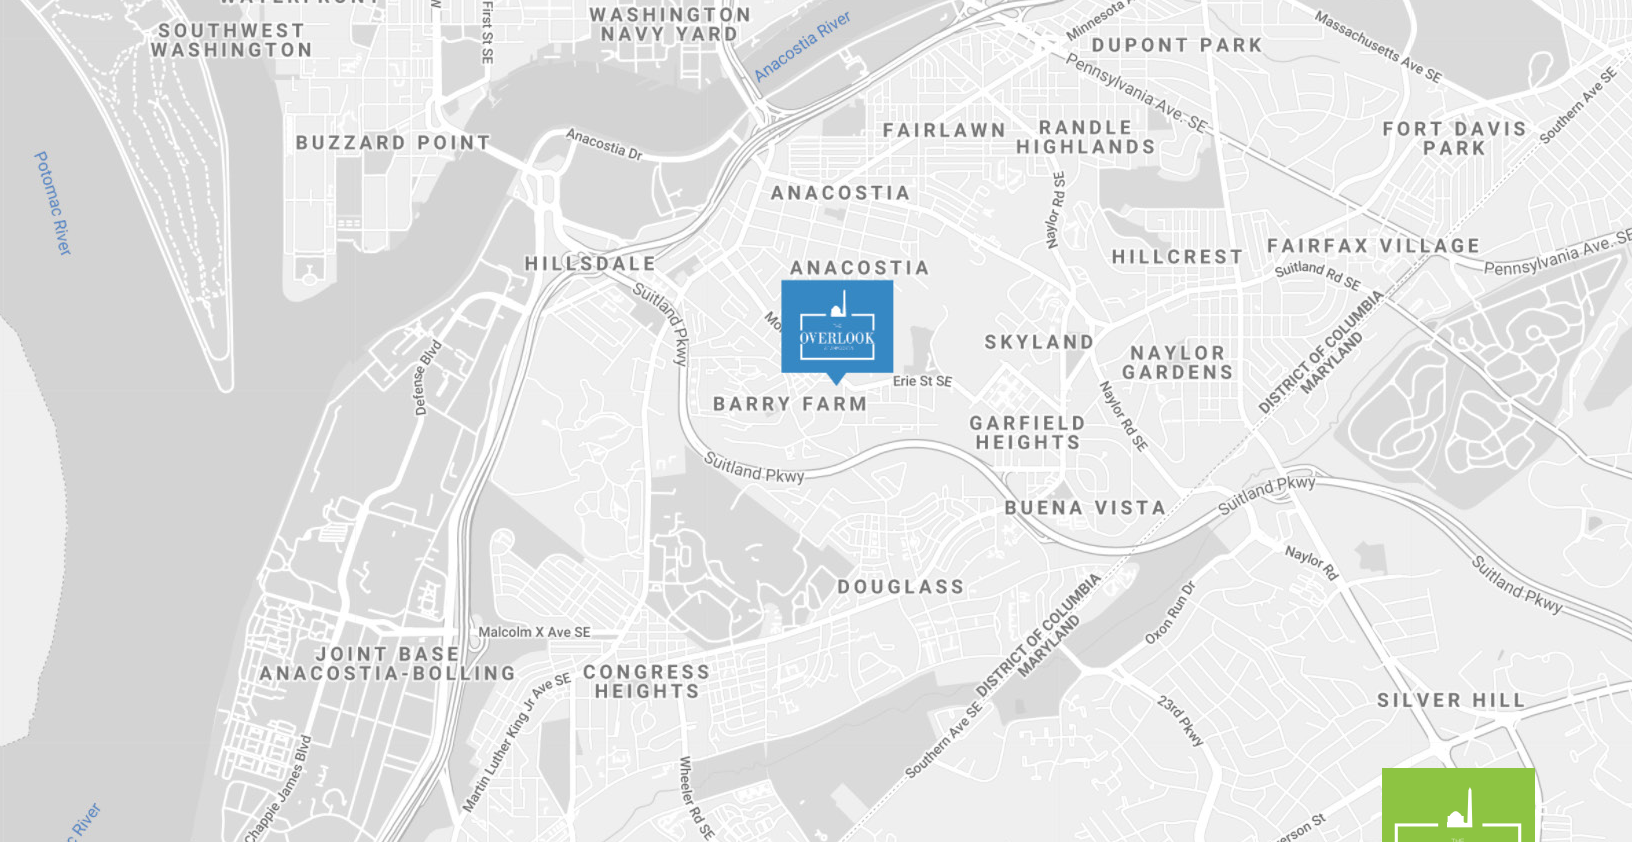 WATERFRONT
SOUTHWEST
WASHINGTON
First St SE
WASHINGTON
NAVY YARD
Anacostia River
Minnesota A
DUPONT PARK
Massachusetts Ave SE
Southern Ave SE
Pennsylvania Ave. SE
BUZZARD POINT
Anacostia Dr
FAIRLAWN
RANDLE
HIGHLANDS
FORT DAVIS
PARK
Potomac River
ANACOSTIA
Naylor Rd SE
HILLSDALE
ANACOSTIA
HILLCREST
FAIRFAX VILLAGE
Suitland Rd SE
Pennsylvania Ave. SE
Suitland Pkwy
Mo
THE
OVERLOOK
SKYLAND
NAYLOR
GARDENS
DISTRICT OF COLUMBIA
MARYLAND
Defense Blvd
Erie St SE
BARRY FARM
Naylor Rd SE
GARFIELD
HEIGHTS
Suitland Pkwy
BUENA VISTA
Suitland Pkwy
Naylor Rd
Suitland Pkwy
DOUGLASS
DISTRICT OF COLUMBIA
MARYLAND
Oxon Run Dr
Malcolm X Ave SE
JOINT BASE
ANACOSTIA-BOLLING
CONGRESS
HEIGHTS
Martin Luther King Jr Ave SE
SILVER HILL
23rd Pkwy
Southern Ave SE
Wheeler Rd SE
Chappie James Blvd
c River
erson St